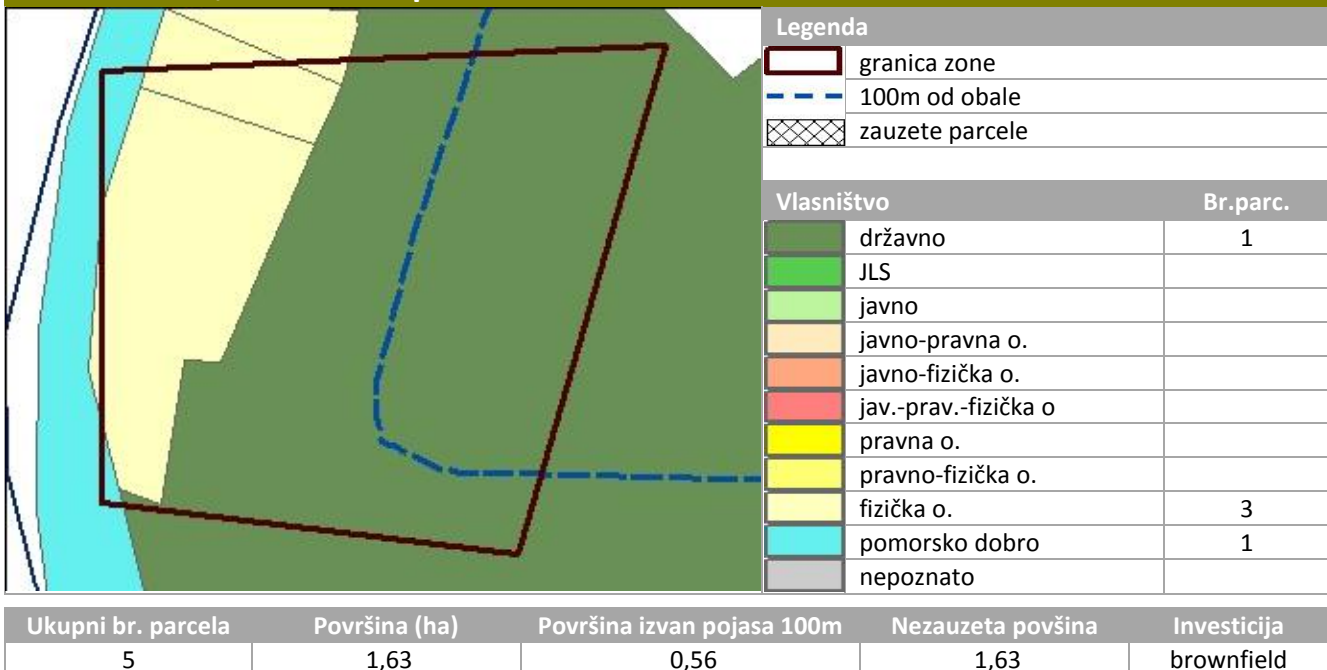 Legenda
granica zone
100m od obale
zauzete parcele
Vlasništvo Br.parc.
državno 1
JLS
javno
javno-pravna o.
javno-fizička o.
jav.-prav.-fizička o
pravna o.
pravno-fizička o.
fizička o. 3
pomorsko dobro 1
nepoznato
Ukupni br. parcela Površina (ha) Površina izvan pojasa 100m Nezauzeta povšina Investicija
5 1,63 0,56 1,63 brownfield